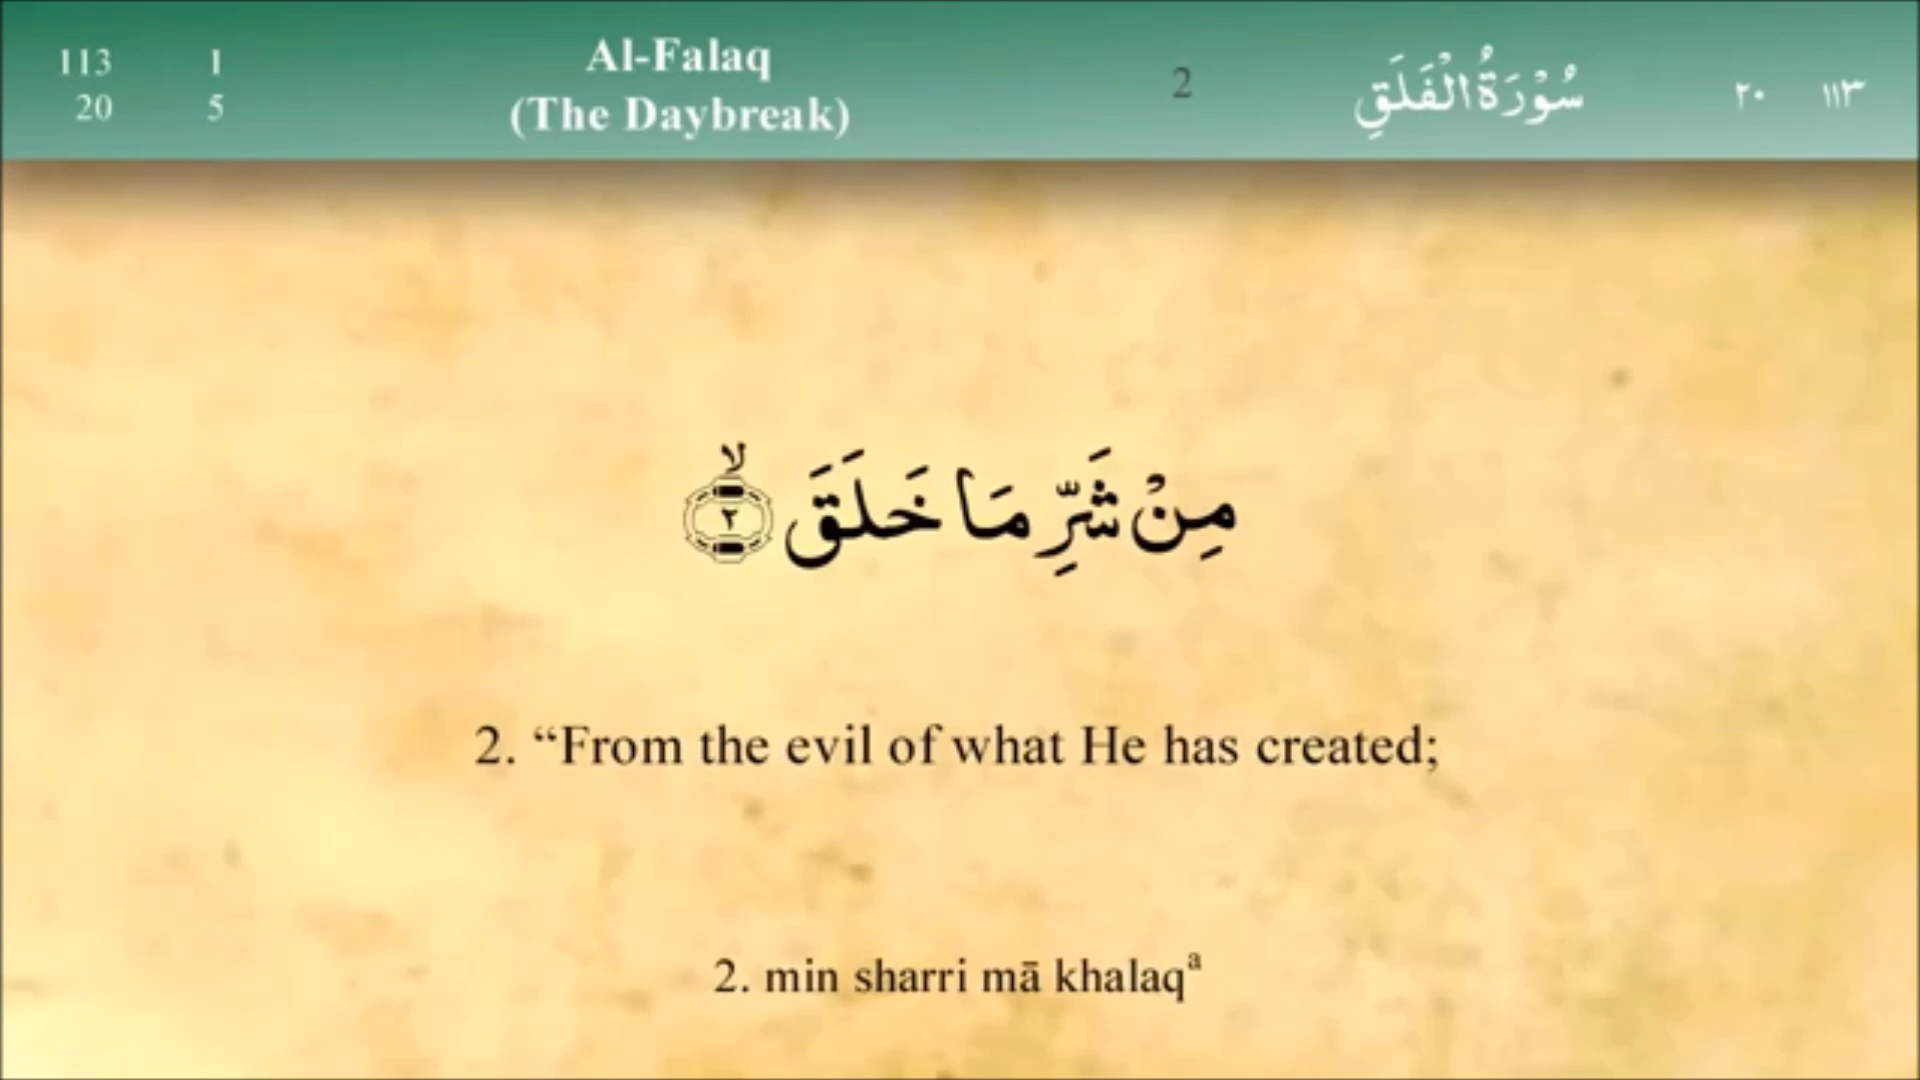 113 1 Al-Falaq 2 سُوْرَةُ الْفَلَقِ ٢٠ ١١٣
20 5 (The Daybreak)
مِنْ شَرِّ مَا خَلَقَ ۙ ٢
2. “From the evil of what He has created;
2. min sharri mā khalaqᵃ